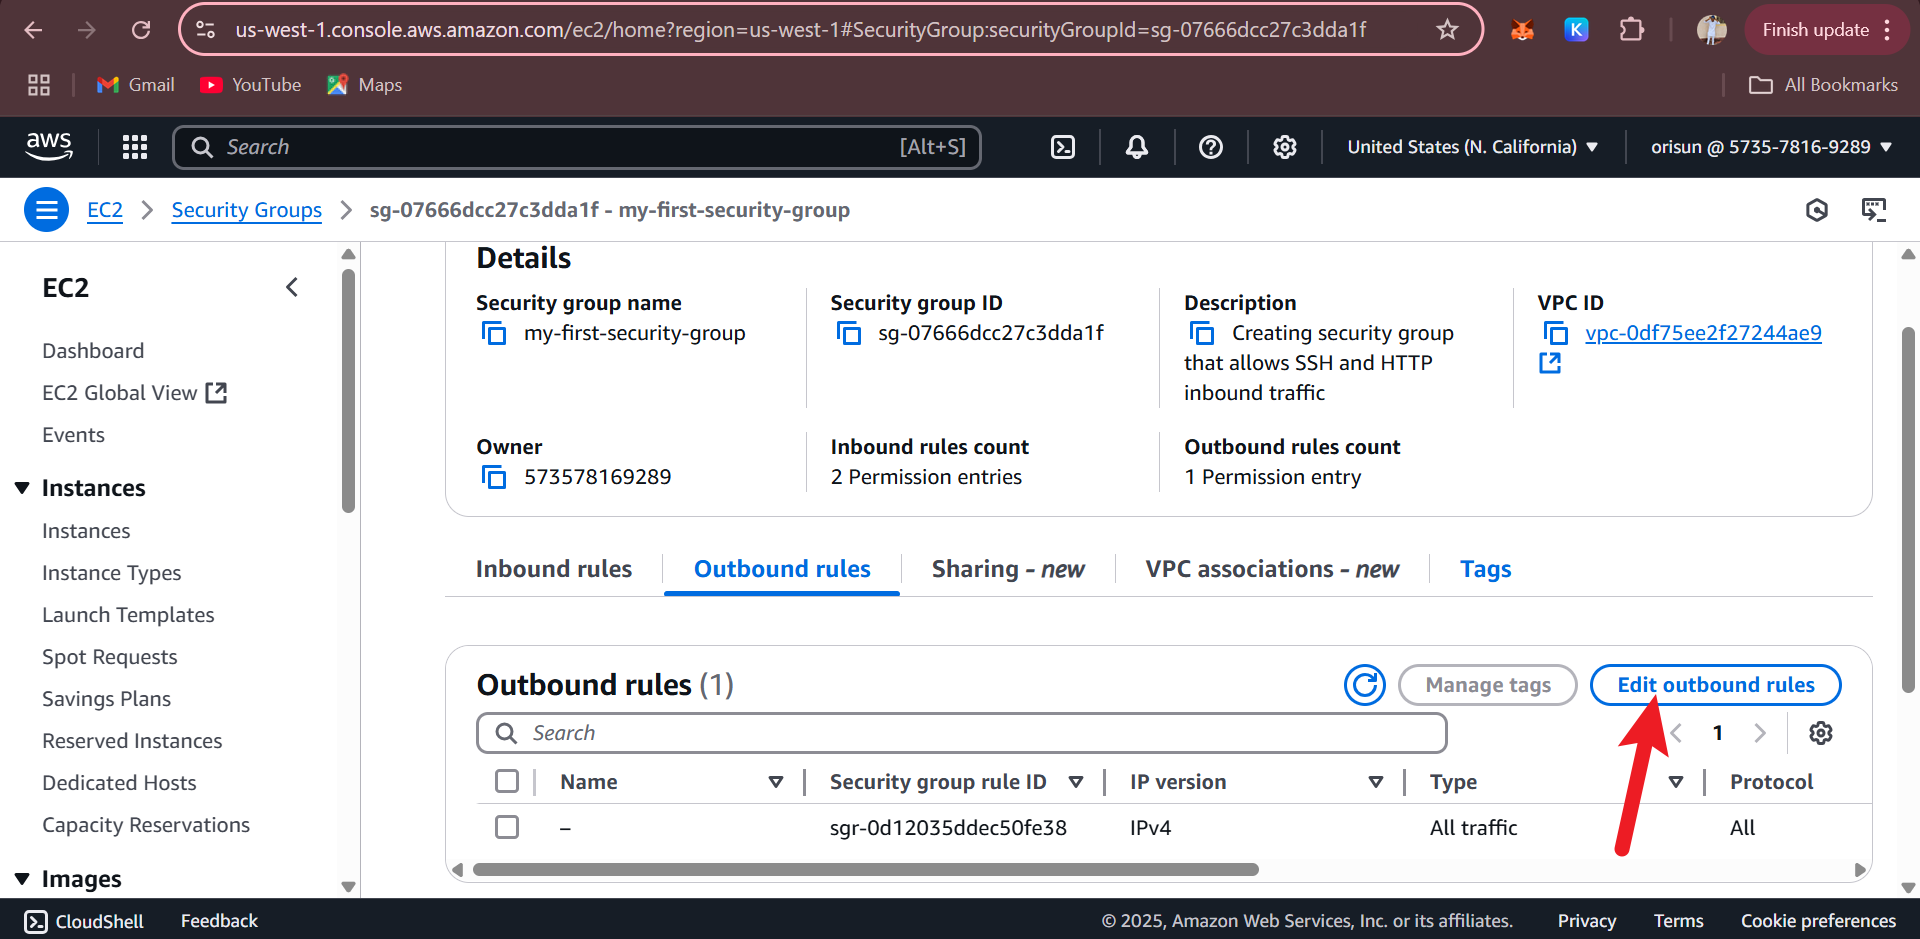 us-west-1.console.aws.amazon.com/ec2/home?region=us-west-1#SecurityGroup:securityGroupId=sg-07666dcc27c3dda1f
K
Finish update
Gmail
YouTube
Maps
All Bookmarks
aws
Search
[Alt+S]
United States (N. California)
orisun @ 5735-7816-9289
EC2
Security Groups
sg-07666dcc27c3dda1f - my-first-security-group
EC2
Dashboard
EC2 Global View
Events
Instances
Instances
Instance Types
Launch Templates
Spot Requests
Savings Plans
Reserved Instances
Dedicated Hosts
Capacity Reservations
Images
Details
Security group name
my-first-security-group
Security group ID
sg-07666dcc27c3dda1f
Description
Creating security group
that allows SSH and HTTP
inbound traffic
VPC ID
vpc-0df75ee2f27244ae9
Owner
573578169289
Inbound rules count
2 Permission entries
Outbound rules count
1 Permission entry
Inbound rules
Outbound rules
Sharing - new
VPC associations - new
Tags
Outbound rules (1)
Manage tags
Edit outbound rules
Search
1
Name
Security group rule ID
IP version
Type
Protocol
–
sgr-0d12035ddec50fe38
IPv4
All traffic
All
CloudShell
Feedback
© 2025, Amazon Web Services, Inc. or its affiliates.
Privacy
Terms
Cookie preferences